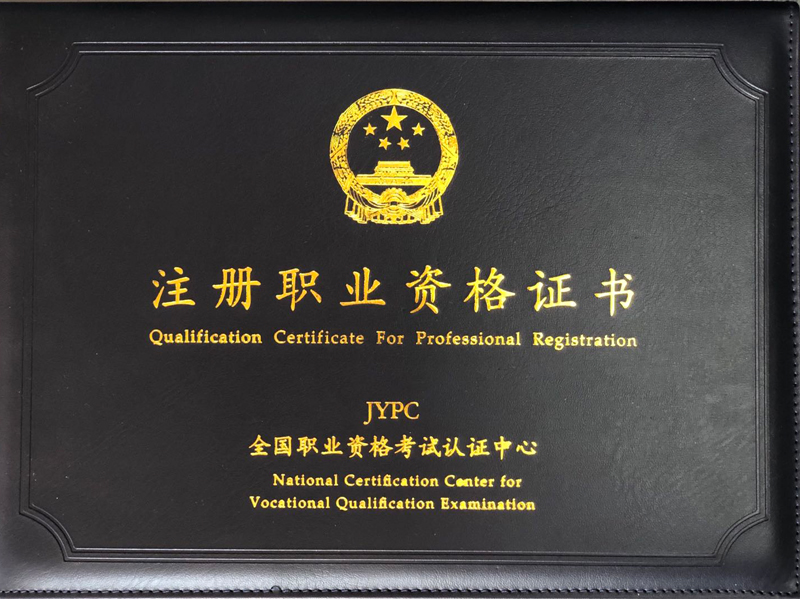 注册职业资格证书
Qualification Certificate For Professional Registration
JYPC
全国职业资格考试认证中心
National Certification Center for
Vocational Qualification Examination